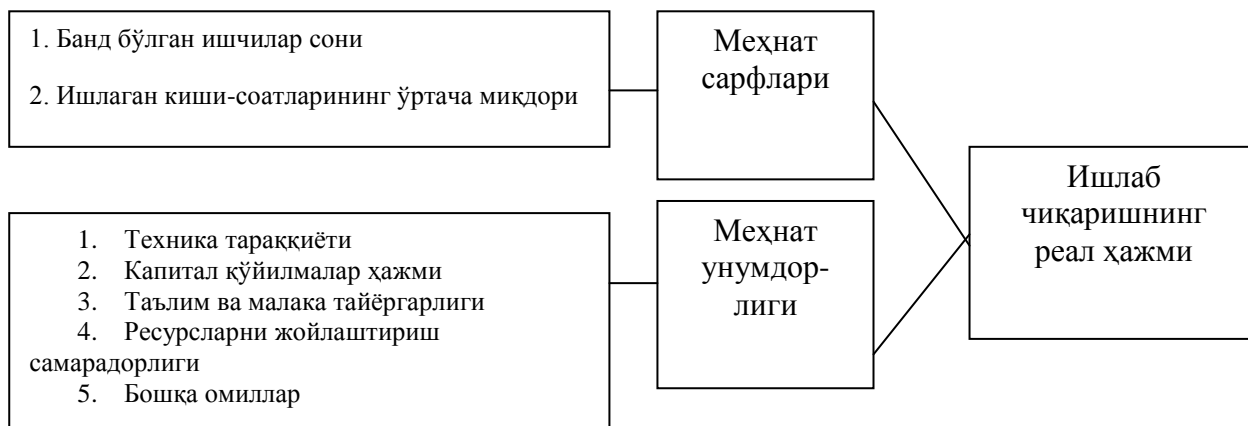 1. Банд бўлган ишчилар сони
2. Ишлаган киши-соатларининг ўртача миқдори
Меҳнат
сарфлари
1. Техника тараққиёти
2. Капитал қўйилмалар ҳажми
3. Таълим ва малака тайёргарлиги
4. Ресурсларни жойлаштириш
самарадорлиги
5. Бошқа омиллар
Меҳнат
унумдор-
лиги
Ишлаб
чиқаришнинг
реал ҳажми